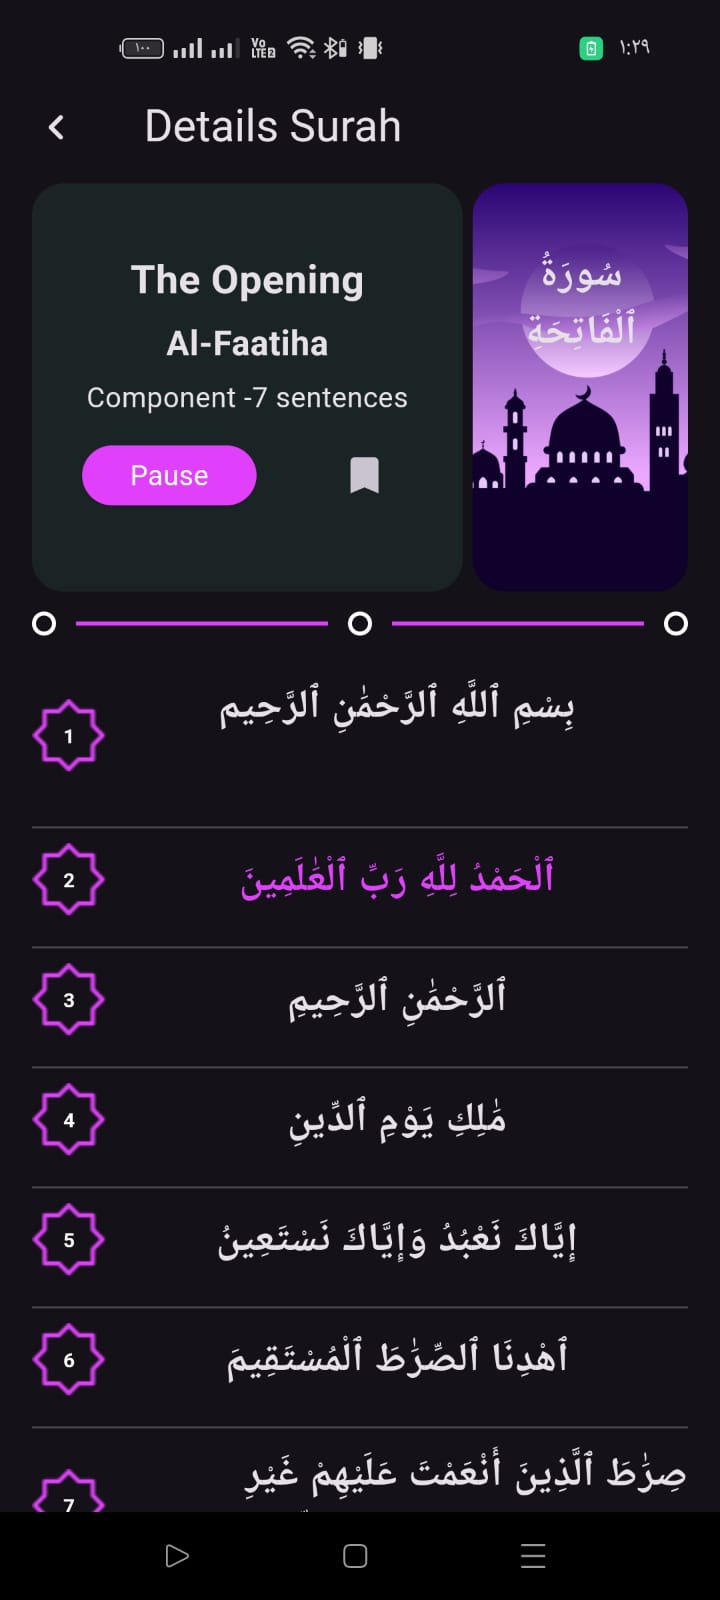 ١٠٠
Vo
LTE 2
١:٢٩
Details Surah
The Opening
Al-Faatiha
Component -7 sentences
Pause
سُورَةُ
ٱلْفَاتِحَةِ
1
بِسْمِ ٱللَّهِ ٱلرَّحْمَٰنِ ٱلرَّحِيم
2
ٱلْحَمْدُ لِلَّهِ رَبِّ ٱلْعَٰلَمِينَ
3
ٱلرَّحْمَٰنِ ٱلرَّحِيمِ
4
مَٰلِكِ يَوْمِ ٱلدِّينِ
5
إِيَّاكَ نَعْبُدُ وَإِيَّاكَ نَسْتَعِينُ
6
ٱهْدِنَا ٱلصِّرَٰطَ ٱلْمُسْتَقِيمَ
صِرَٰطَ ٱلَّذِينَ أَنْعَمْتَ عَلَيْهِمْ غَيْرِ
7